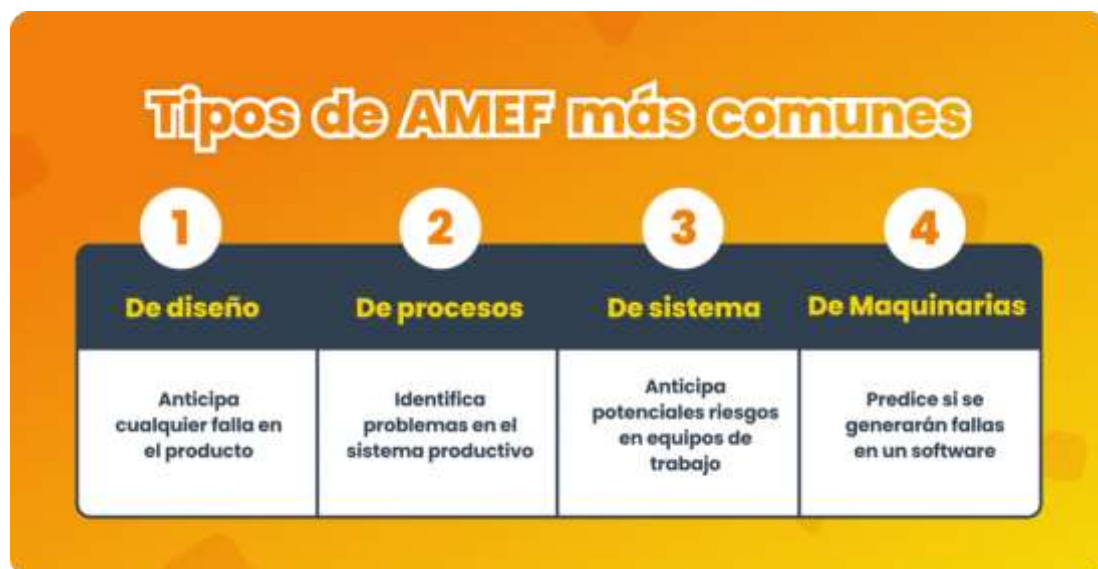 Tipos de AMEF más comunes
1
2
3
4
De diseño
De procesos
De sistema
De Maquinarias
Anticipa
cualquier falla en
el producto
Identifica
problemas en el
sistema productivo
Anticipa
potenciales riesgos
en equipos de
trabajo
Predice si se
generarán fallas
en un software